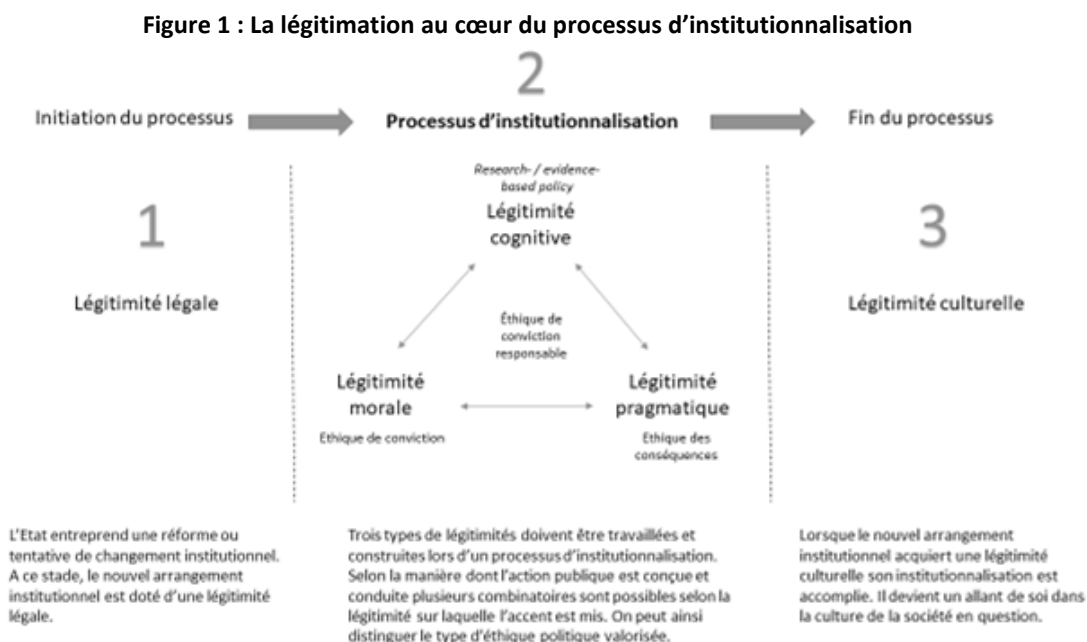 Figure 1 : La légitimation au cœur du processus d’institutionnalisation
2
Initiation du processus
Processus d’institutionnalisation
Fin du processus
Research- / evidence-
based policy
1
Légitimité
cognitive
3
Légitimité légale
Légitimité culturelle
Éthique de
conviction
responsable
Légitimité
morale
Ethique de conviction
Légitimité
pragmatique
Ethique des
conséquences
L’Etat entreprend une réforme ou
tentative de changement institutionnel.
A ce stade, le nouvel arrangement
institutionnel est doté d’une légitimité
légale.
Trois types de légitimités doivent être travaillées et
construites lors d’un processus d’institutionnalisation.
Selon la manière dont l’action publique est conçue et
conduite plusieurs combinatoires sont possibles selon la
légitimité sur laquelle l’accent est mis. On peut ainsi
distinguer le type d’éthique politique valorisée.
Lorsque le nouvel arrangement
institutionnel acquiert une légitimité
culturelle son institutionnalisation est
accomplie. Il devient un allant de soi dans
la culture de la société en question.